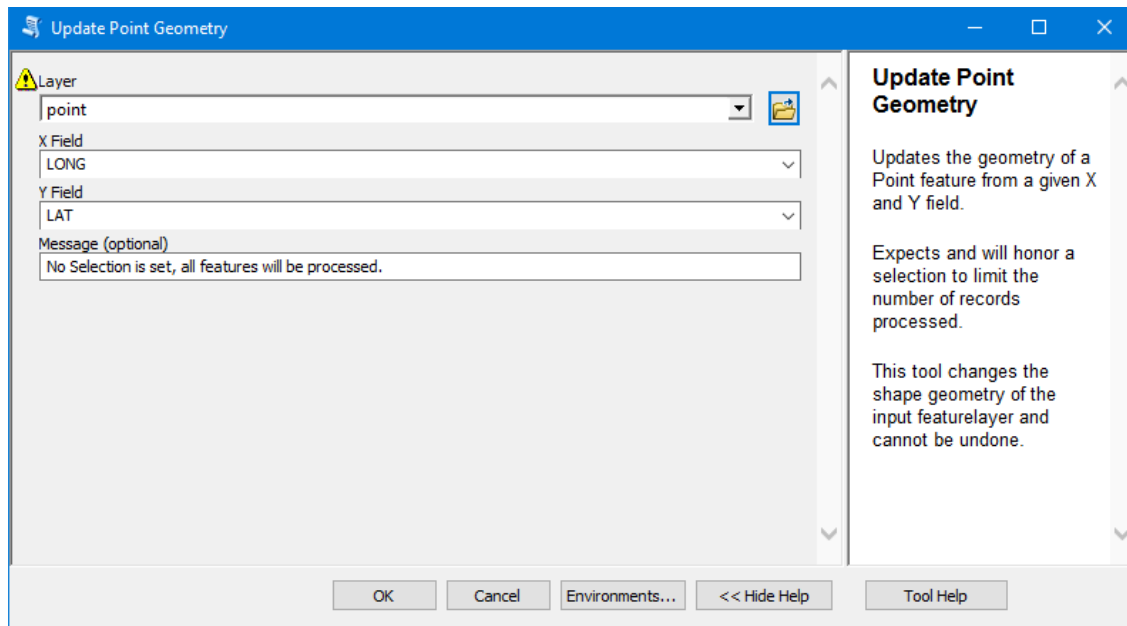 Update Point Geometry
Layer
point
X Field
LONG
Y Field
LAT
Message (optional)
No Selection is set, all features will be processed.
Update Point
Geometry
Updates the geometry of a
Point feature from a given X
and Y field.
Expects and will honor a
selection to limit the
number of records
processed.
This tool changes the
shape geometry of the
input featurelayer and
cannot be undone.
OK
Cancel
Environments...
<< Hide Help
Tool Help